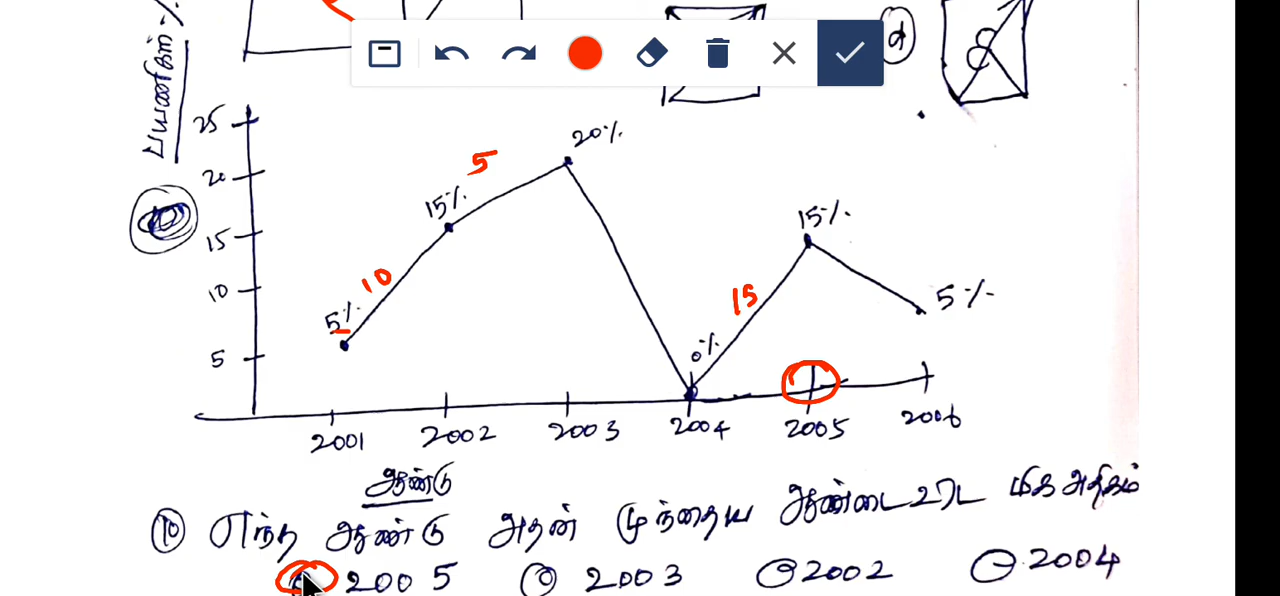 பயணிகள் %
25
20
15
10
5
5%
10
15%
5
20%
0%
15
15%
5%
2001 2002 2003 2004 2005 2006
ஆண்டு
10 எந்த ஆண்டு அதன் முந்தைய ஆண்டை விட மிக அதிகம்
2005 2003 2002 2004